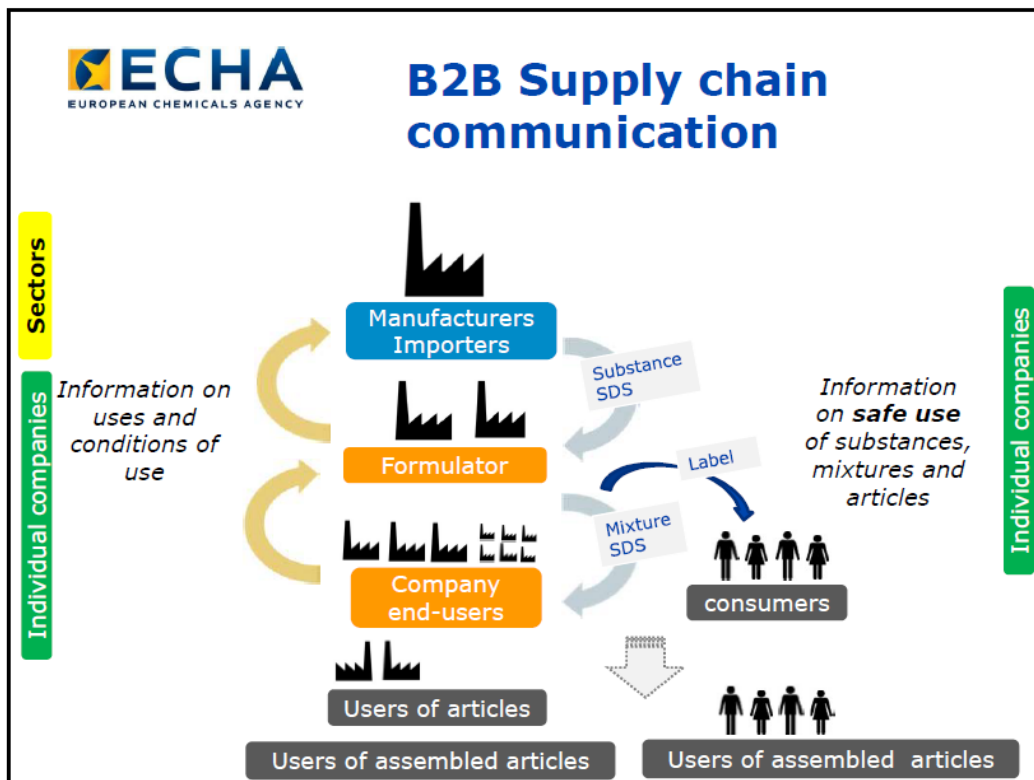 ECHA
EUROPEAN CHEMICALS AGENCY
B2B Supply chain
communication
Sectors
Individual companies
Information on
uses and
conditions of
use
Manufacturers
Importers
Substance
SDS
Formulator
Label
Mixture
SDS
Company
end-users
Information
on safe use
of substances,
mixtures and
articles
Individual companies
consumers
Users of articles
Users of assembled articles
Users of assembled articles